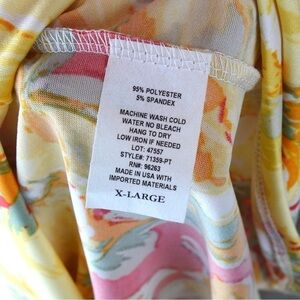 95% POLYESTER
5% SPANDEX
MACHINE WASH COLD
WATER NO BLEACH
HANG TO DRY
LOW IRON IF NEEDED
LOT: 47557
STYLE#: 71359-PT
RN#: 96263
MADE IN USA WITH
IMPORTED MATERIALS
X-LARGE